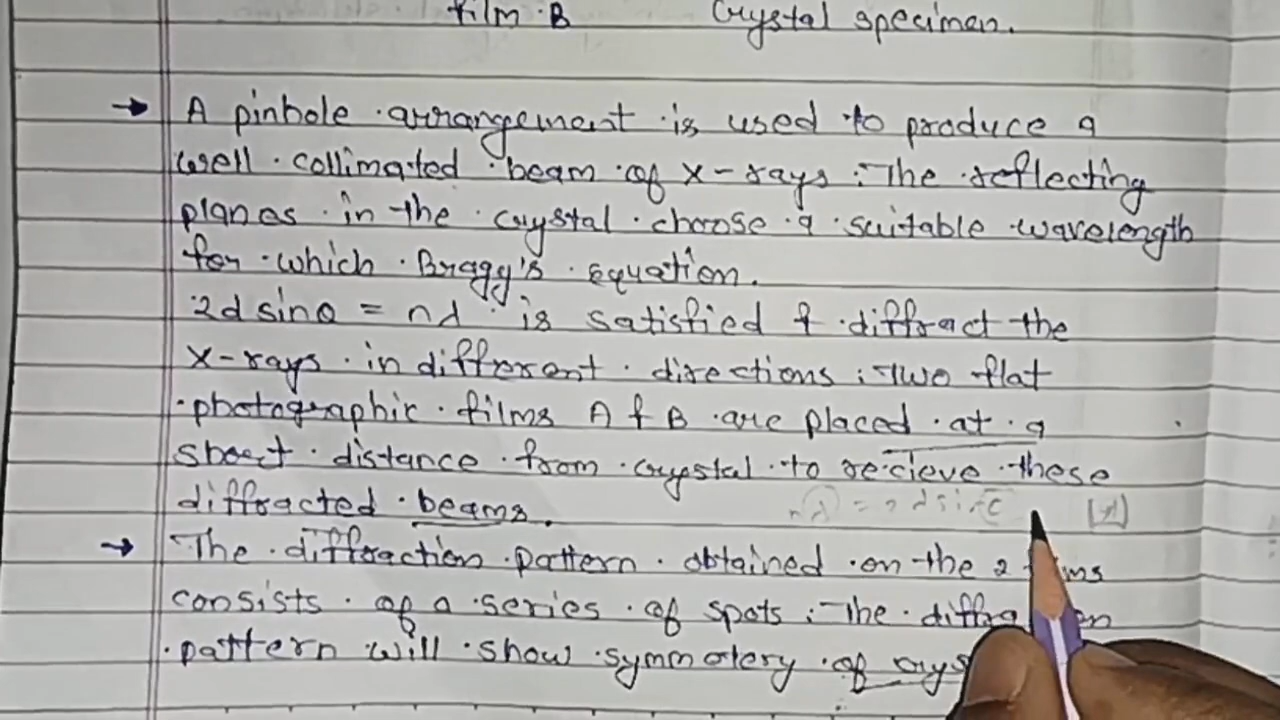 film B Crystal specimen.
→ A pinhole arrangement is used to produce a
well collimated beam of x-rays. The reflecting
planes in the crystal choose a suitable wavelength
for which Bragg's equation.
2d sinθ = nλ is satisfied & diffract the
x-rays in different directions. Two flat
photographic films A & B are placed at a
short distance from crystal to recieve these
diffracted beams.
nλ = 2d sin
→ The diffraction pattern obtained on the 2
consists of a series of spots. The
pattern will show symmetery of